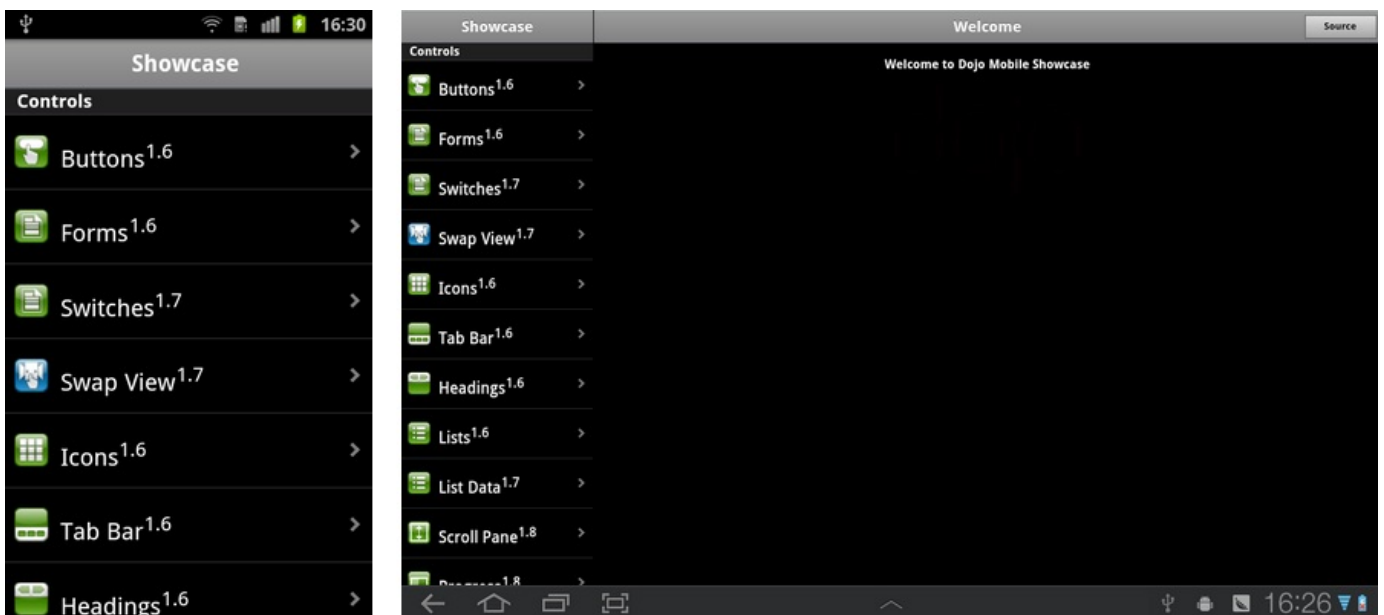 16:30
Showcase
Controls
Buttons1.6
Forms1.6
Switches1.7
Swap View1.7
Icons1.6
Tab Bar1.6
Headings1.6
Showcase
Welcome
Source
Controls
Welcome to Dojo Mobile Showcase
Buttons1.6
Forms1.6
Switches1.7
Swap View1.7
Icons1.6
Tab Bar1.6
Headings1.6
Lists1.6
List Data1.7
Scroll Pane1.8
Progress1.8
16:26